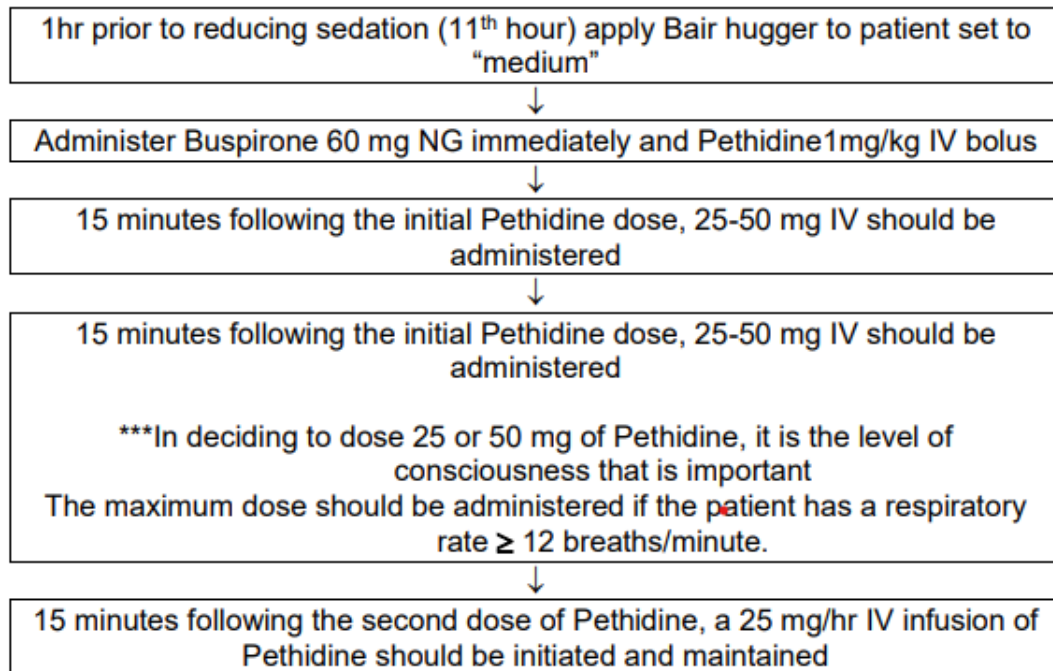 1hr prior to reducing sedation (11th hour) apply Bair hugger to patient set to
“medium”
↓
Administer Buspirone 60 mg NG immediately and Pethidine1mg/kg IV bolus
↓
15 minutes following the initial Pethidine dose, 25-50 mg IV should be
administered
↓
15 minutes following the initial Pethidine dose, 25-50 mg IV should be
administered
***In deciding to dose 25 or 50 mg of Pethidine, it is the level of
consciousness that is important
The maximum dose should be administered if the patient has a respiratory
rate ≥ 12 breaths/minute.
↓
15 minutes following the second dose of Pethidine, a 25 mg/hr IV infusion of
Pethidine should be initiated and maintained